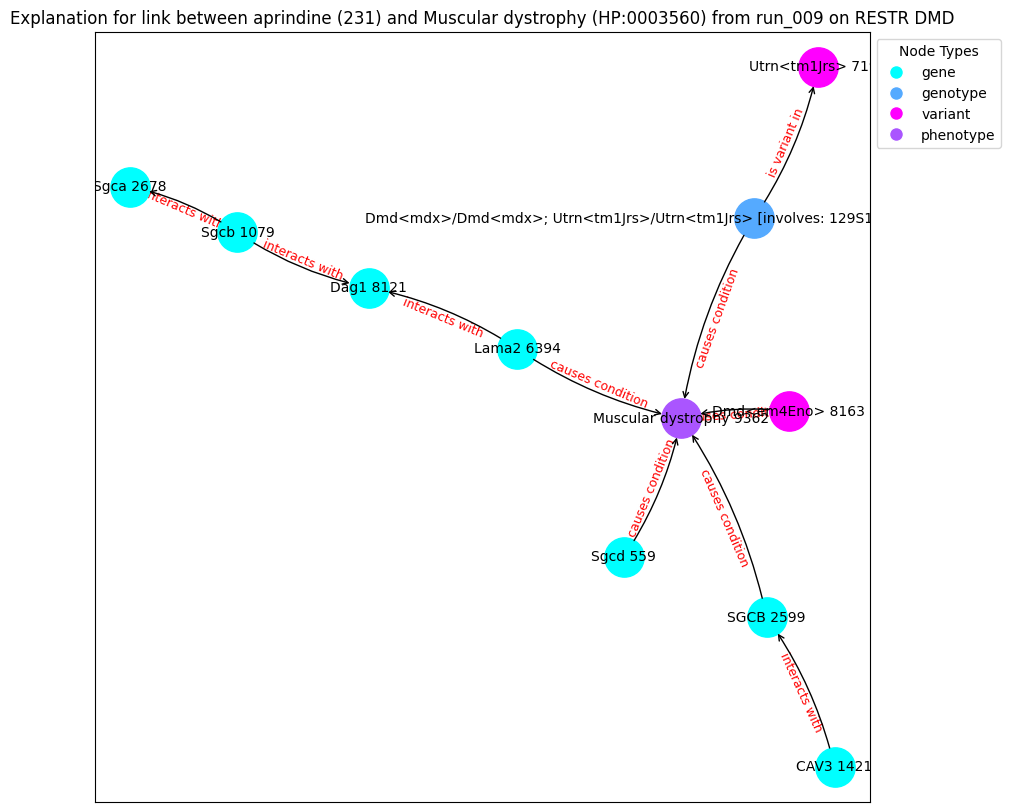 Explanation for link between aprindine (231) and Muscular dystrophy (HP:0003560) from run_009 on RESTR DMD
Node Types
gene
genotype
variant
phenotype
Utrn<tm1Jrs>
is variant in
Sgca 2678
interacts with
Sgcb 1079
Dmd<mdx>/Dmd<mdx>; Utrn<tm1Jrs>/Utrn<tm1Jrs> [involves: 129S1
interacts with
Dag1 8121
interacts with
causes condition
Lama2 6394
causes condition
Dmd<tm4Eno> 8163
Muscular dystrophy 9362
causes condition
causes condition
Sgcd 559
SGCB 2599
interacts with
CAV3 1421